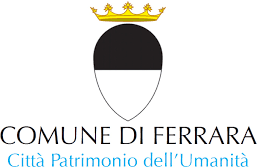 COMUNE DI FERRARA
Città Patrimonio dell'Umanità